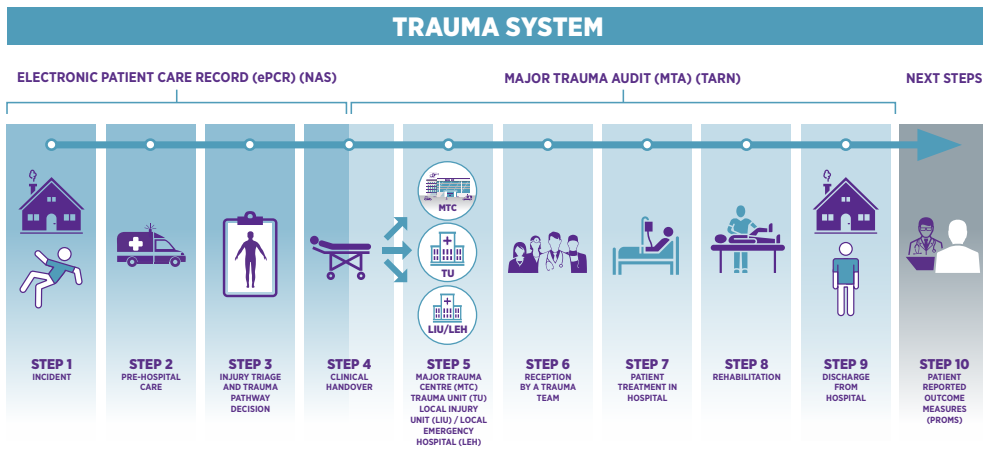 TRAUMA SYSTEM
ELECTRONIC PATIENT CARE RECORD (ePCR) (NAS)
MAJOR TRAUMA AUDIT (MTA) (TARN)
NEXT STEPS
MTC
TU
LIU/LEH
STEP 1
INCIDENT
STEP 2
PRE-HOSPITAL
CARE
STEP 3
INJURY TRIAGE
AND TRAUMA
PATHWAY
DECISION
STEP 4
CLINICAL
HANDOVER
STEP 5
MAJOR TRAUMA
CENTRE (MTC)
TRAUMA UNIT (TU)
LOCAL INJURY
UNIT (LIU) / LOCAL
EMERGENCY
HOSPITAL (LEH)
STEP 6
RECEPTION
BY A TRAUMA
TEAM
STEP 7
PATIENT
TREATMENT IN
HOSPITAL
STEP 8
REHABILITATION
STEP 9
DISCHARGE
FROM
HOSPITAL
STEP 10
PATIENT
REPORTED
OUTCOME
MEASURES
(PROMS)